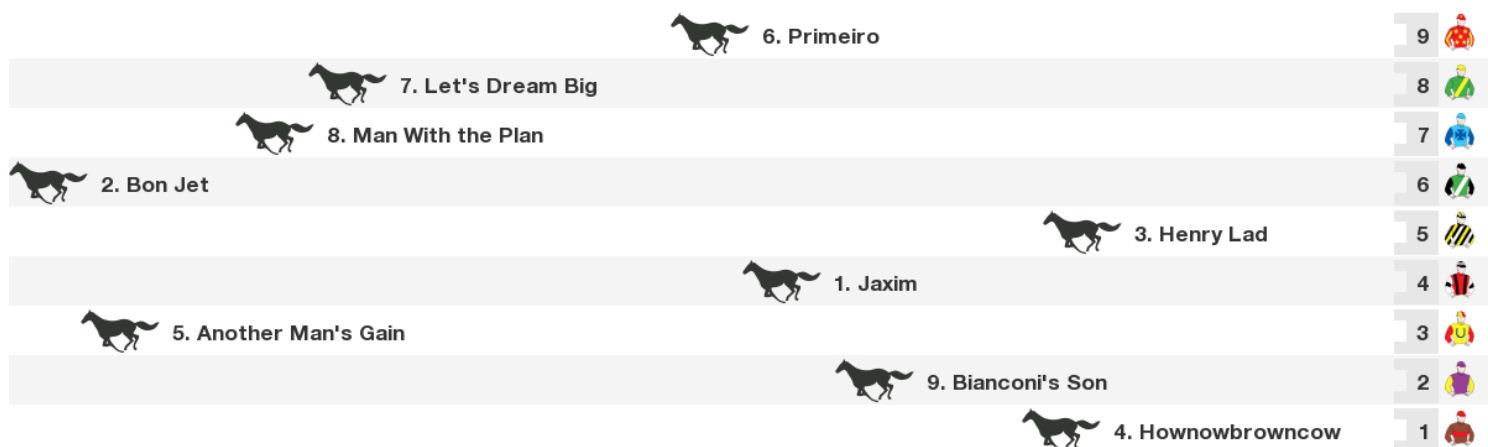 6. Primeiro 9
7. Let's Dream Big 8
8. Man With the Plan 7
2. Bon Jet 6
3. Henry Lad 5
1. Jaxim 4
5. Another Man's Gain 3
9. Bianconi's Son 2
4. Hownowbrowncow 1